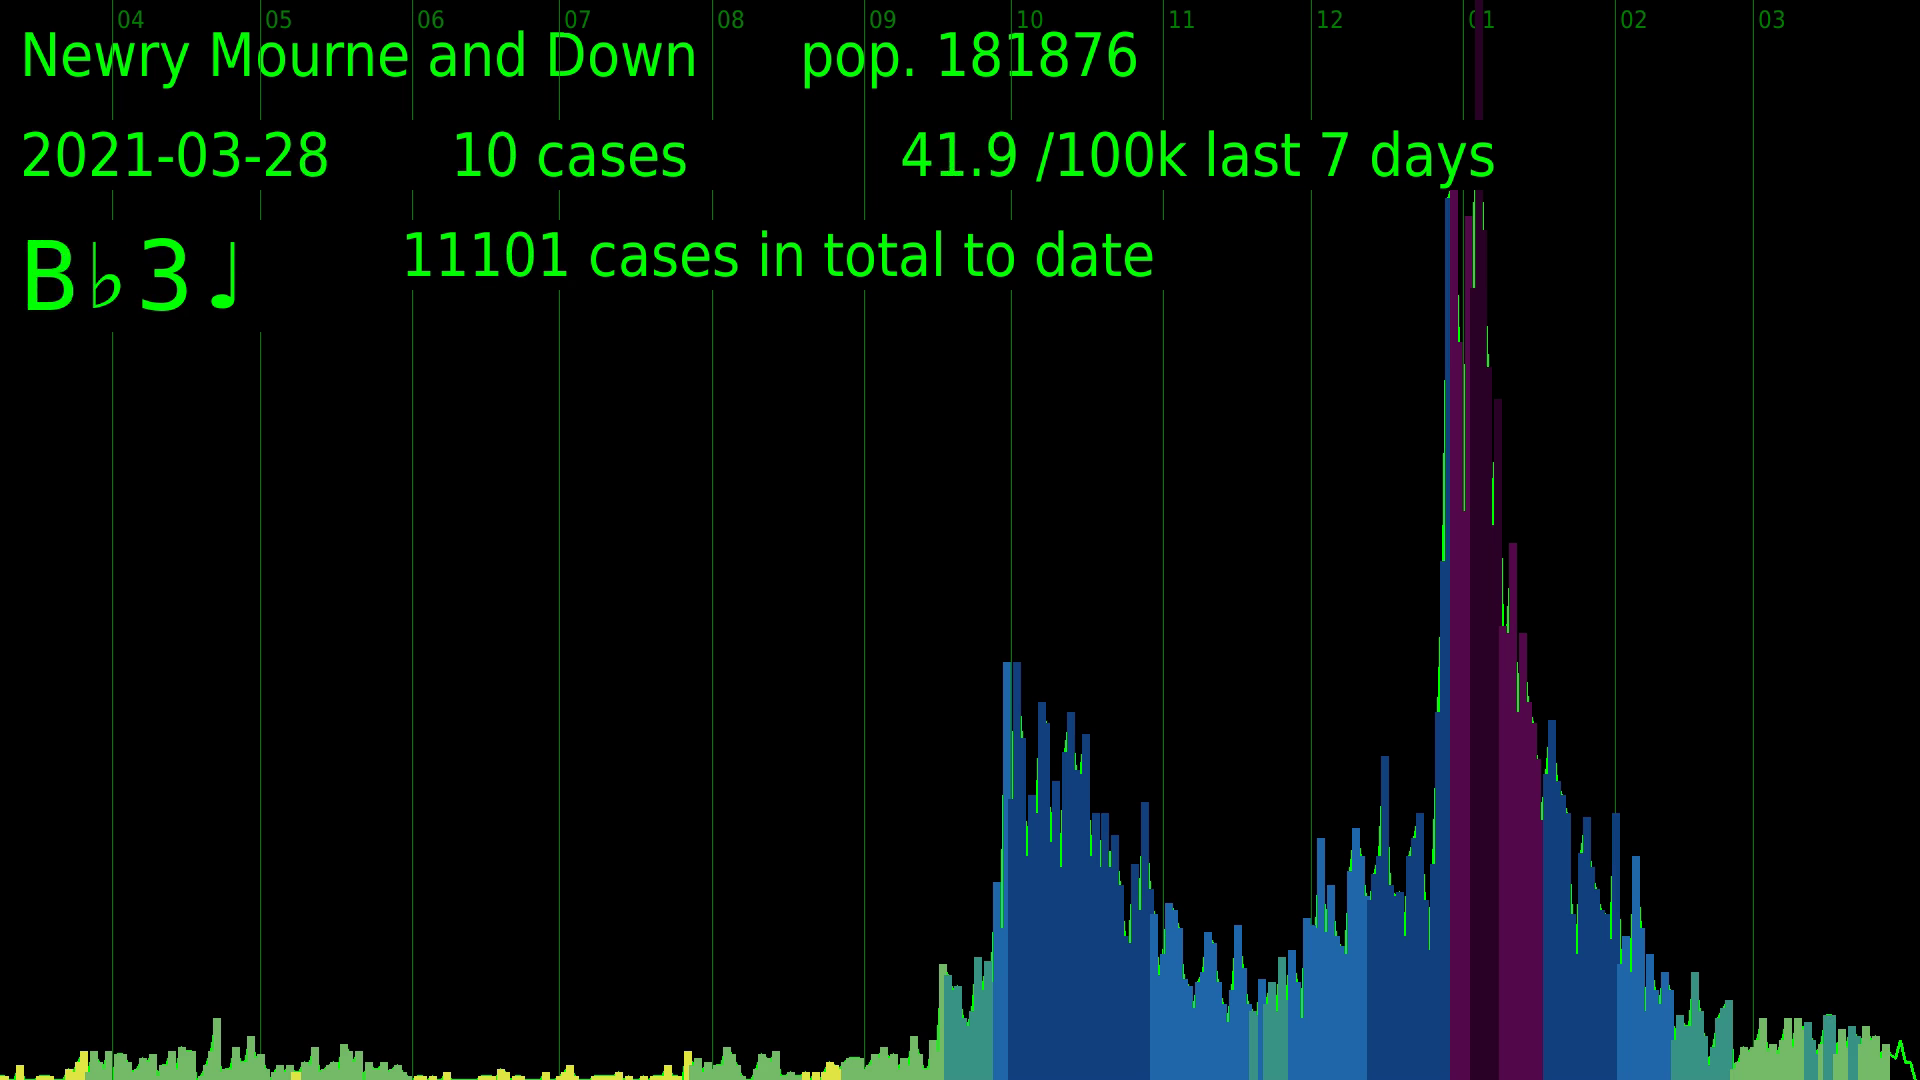 04 05 06 07 08 09 10 11 12 01 02 03
Newry Mourne and Down pop. 181876
2021-03-28 10 cases 41.9 /100k last 7 days
B♭3♩ 11101 cases in total to date